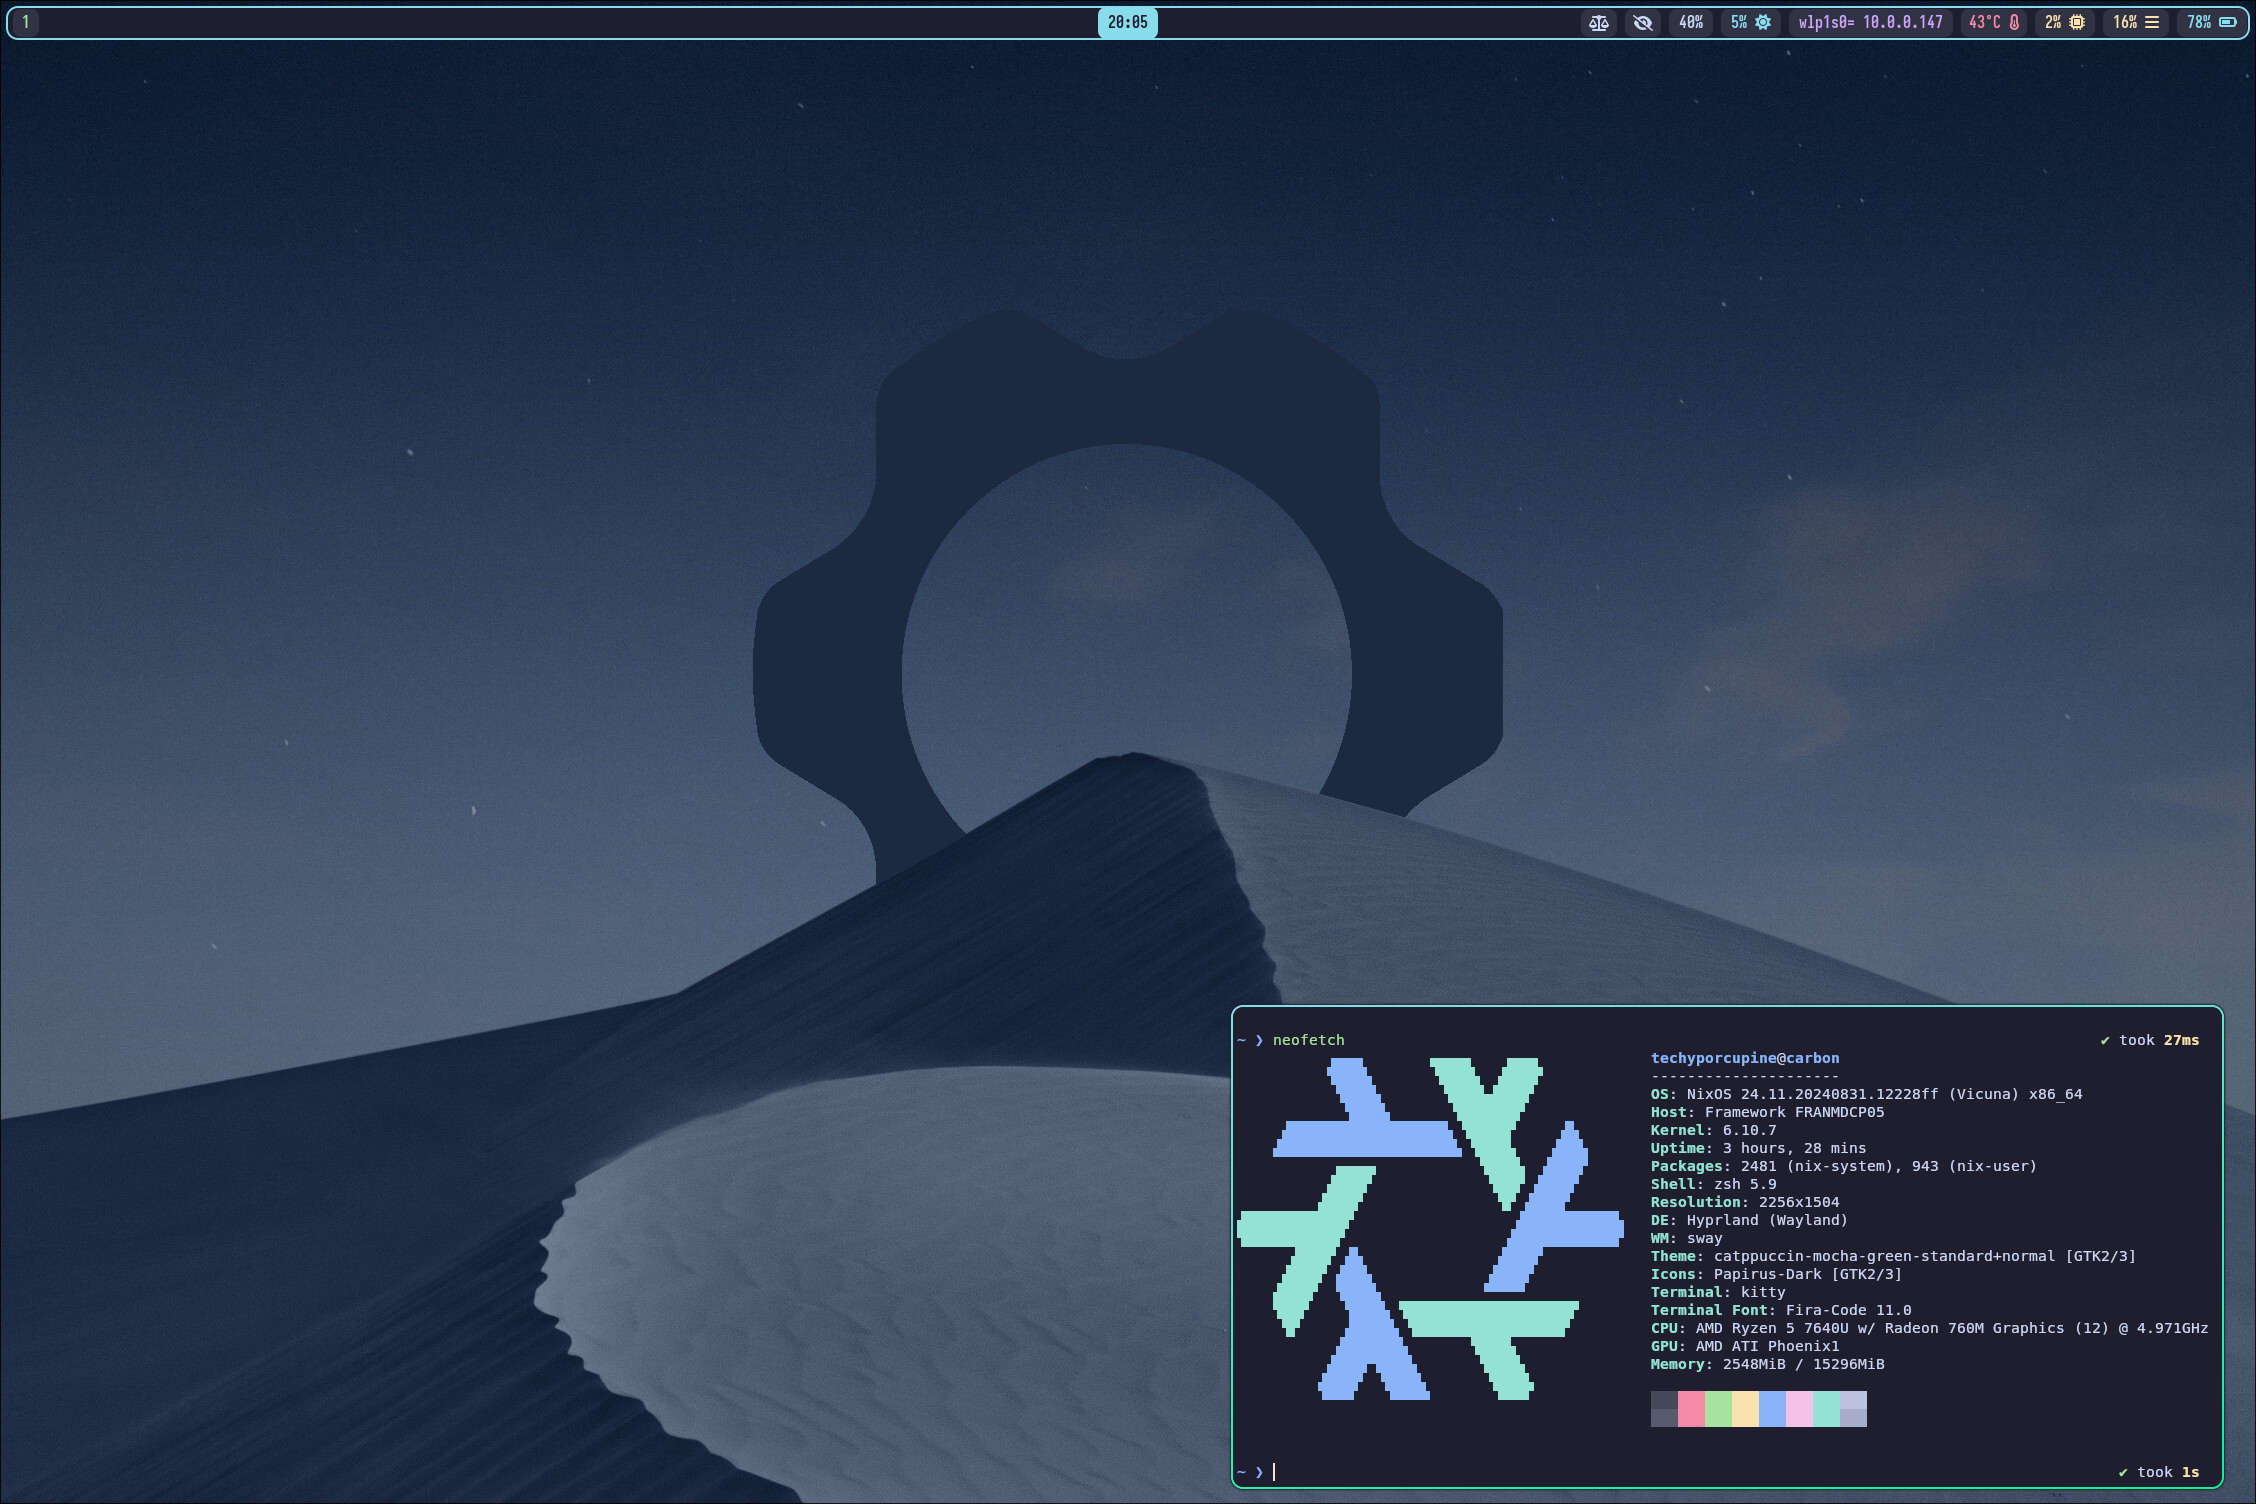 1
20:05
40% 5% wlp1s0= 10.0.0.147 43°C 2% 16% 78%
~ ❯ neofetch ✔ took 27ms
techyporcupine@carbon
---------------------
OS: NixOS 24.11.20240831.12228ff (Vicuna) x86_64
Host: Framework FRANMDCP05
Kernel: 6.10.7
Uptime: 3 hours, 28 mins
Packages: 2481 (nix-system), 943 (nix-user)
Shell: zsh 5.9
Resolution: 2256x1504
DE: Hyprland (Wayland)
WM: sway
Theme: catppuccin-mocha-green-standard+normal [GTK2/3]
Icons: Papirus-Dark [GTK2/3]
Terminal: kitty
Terminal Font: Fira-Code 11.0
CPU: AMD Ryzen 5 7640U w/ Radeon 760M Graphics (12) @ 4.971GHz
GPU: AMD ATI Phoenix1
Memory: 2548MiB / 15296MiB
~ ❯ ✔ took 1s